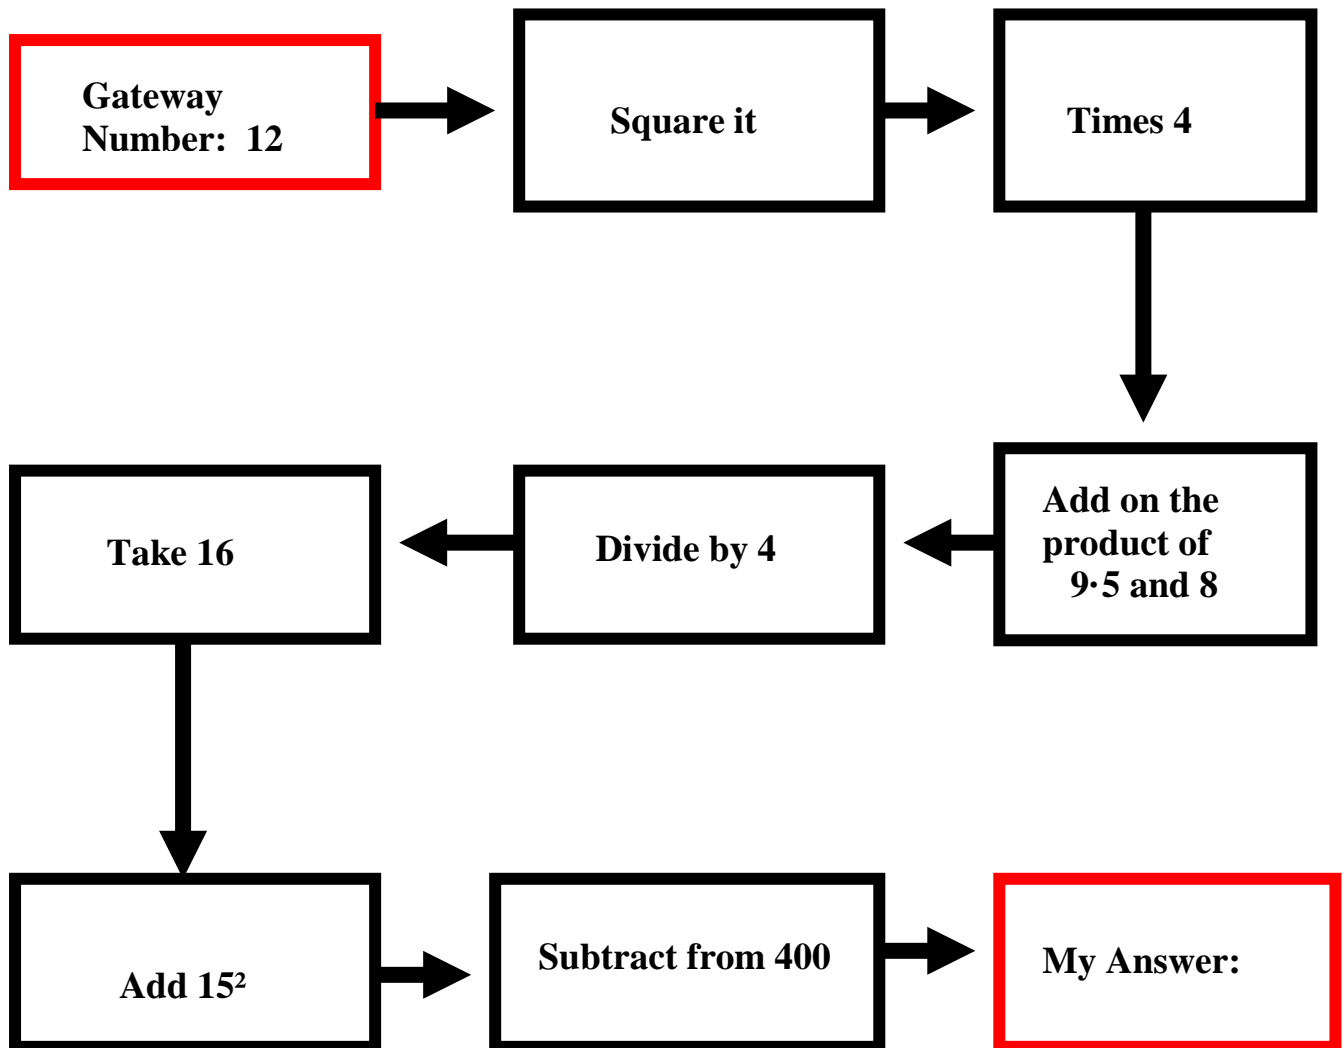 Gateway
Number: 12
Square it
Times 4
Add on the
product of
9·5 and 8
Divide by 4
Take 16
Add 15²
Subtract from 400
My Answer: